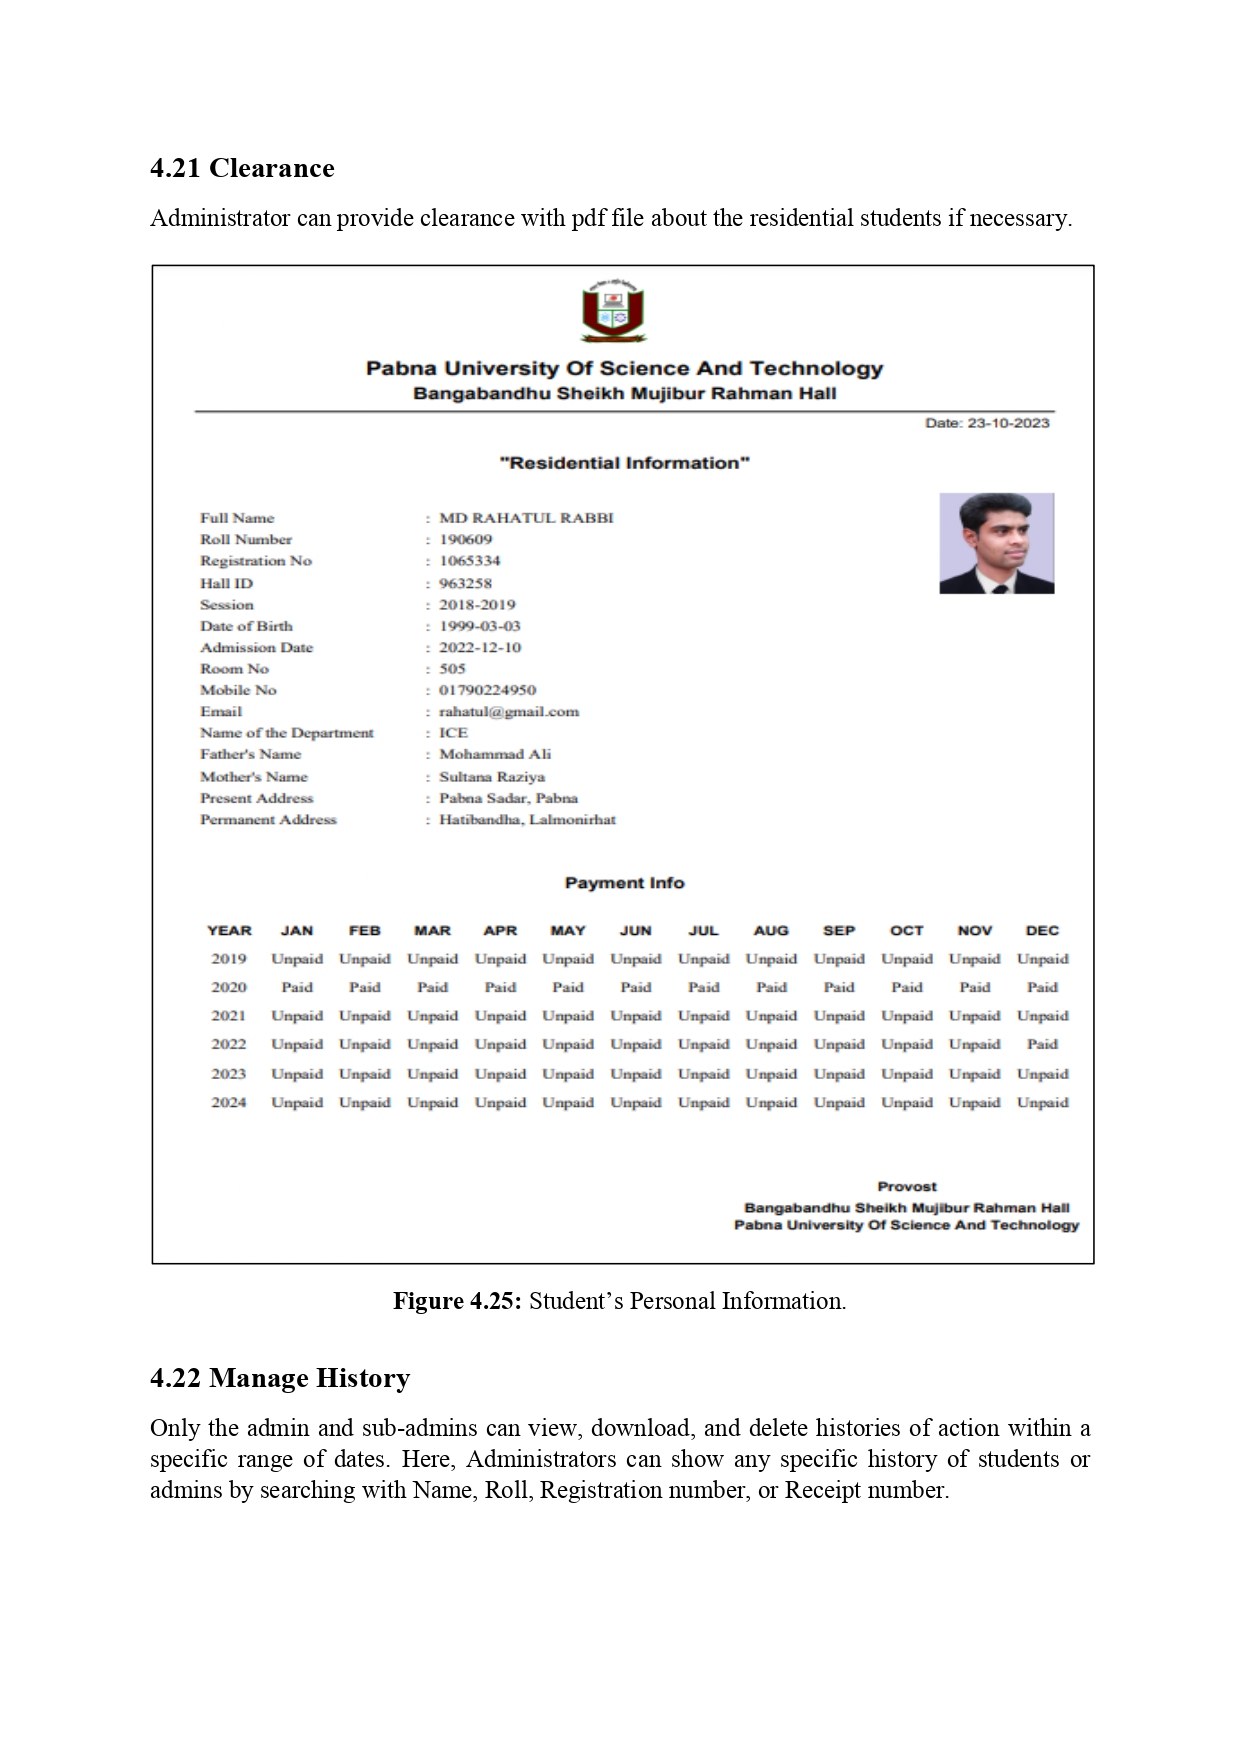 4.21 Clearance
Administrator can provide clearance with pdf file about the residential students if necessary.
Pabna University Of Science And Technology
Bangabandhu Sheikh Mujibur Rahman Hall
Date: 23-10-2023
"Residential Information"
Full Name : MD RAHATUL RABBI
Roll Number : 190609
Registration No : 1065334
Hall ID : 963258
Session : 2018-2019
Date of Birth : 1999-03-03
Admission Date : 2022-12-10
Room No : 505
Mobile No : 01790224950
Email : rahatul@gmail.com
Name of the Department : ICE
Father's Name : Mohammad Ali
Mother's Name : Sultana Raziya
Present Address : Pabna Sadar, Pabna
Permanent Address : Hatibandha, Lalmonirhat
Payment Info
YEAR JAN FEB MAR APR MAY JUN JUL AUG SEP OCT NOV DEC
2019 Unpaid Unpaid Unpaid Unpaid Unpaid Unpaid Unpaid Unpaid Unpaid Unpaid Unpaid Unpaid
2020 Paid Paid Paid Paid Paid Paid Paid Paid Paid Paid Paid Paid
2021 Unpaid Unpaid Unpaid Unpaid Unpaid Unpaid Unpaid Unpaid Unpaid Unpaid Unpaid Unpaid
2022 Unpaid Unpaid Unpaid Unpaid Unpaid Unpaid Unpaid Unpaid Unpaid Unpaid Unpaid Paid
2023 Unpaid Unpaid Unpaid Unpaid Unpaid Unpaid Unpaid Unpaid Unpaid Unpaid Unpaid Unpaid
2024 Unpaid Unpaid Unpaid Unpaid Unpaid Unpaid Unpaid Unpaid Unpaid Unpaid Unpaid Unpaid
Provost
Bangabandhu Sheikh Mujibur Rahman Hall
Pabna University Of Science And Technology
Figure 4.25: Student’s Personal Information.
4.22 Manage History
Only the admin and sub-admins can view, download, and delete histories of action within a
specific range of dates. Here, Administrators can show any specific history of students or
admins by searching with Name, Roll, Registration number, or Receipt number.